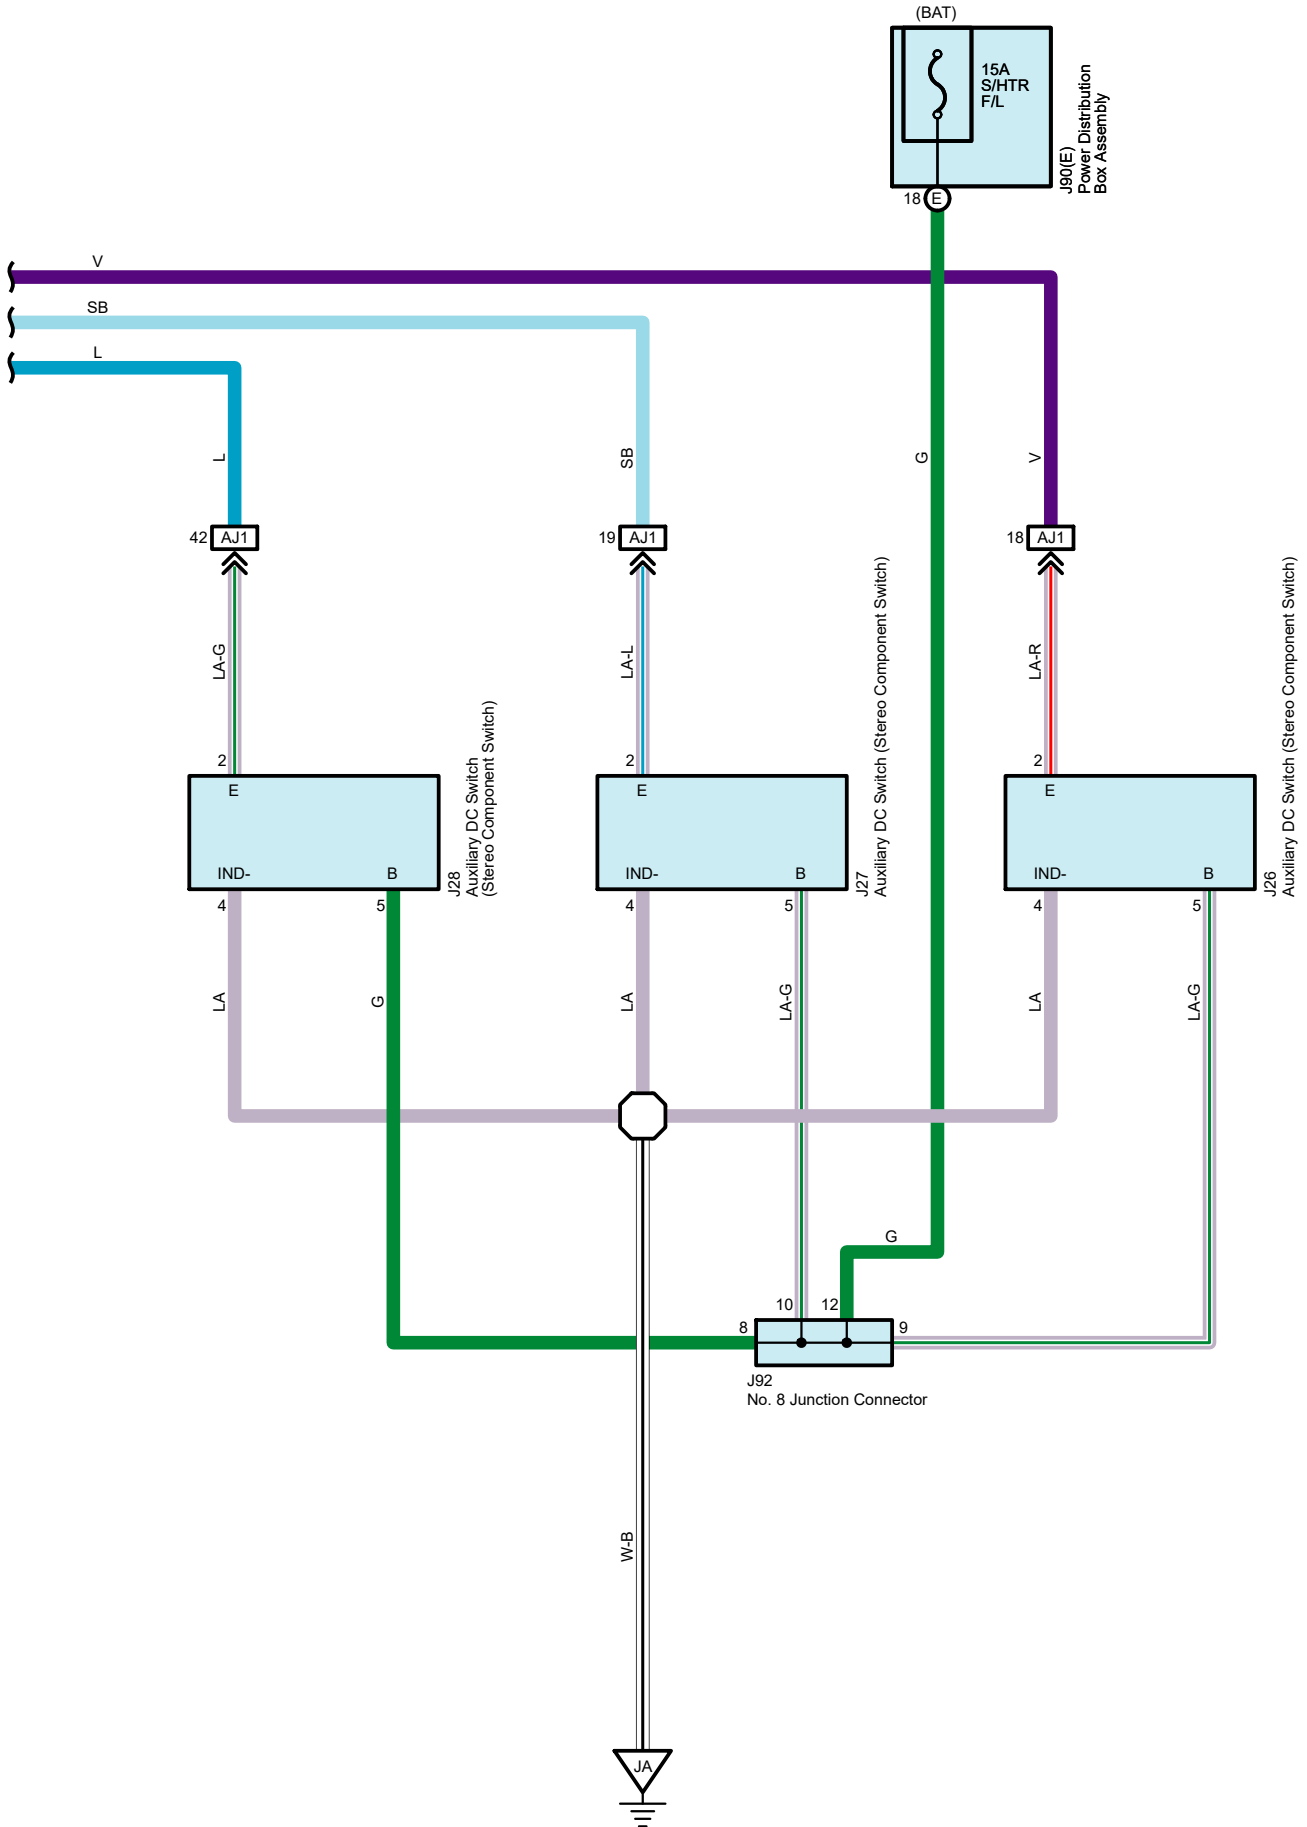 (BAT)
15A
S/HTR
F/L
J90(E)
Power Distribution
Box Assembly
18
E
V
SB
L
L
SB
G
V
42
AJ1
19
AJ1
18
AJ1
LA-G
LA-L
LA-R
2
E
IND-
B
4
5
J28
Auxiliary DC Switch
(Stereo Component Switch)
2
E
IND-
B
4
5
J27
Auxiliary DC Switch (Stereo Component Switch)
2
E
IND-
B
4
5
J26
Auxiliary DC Switch (Stereo Component Switch)
LA
G
LA
LA-G
LA
LA-G
G
10
12
8
9
J92
No. 8 Junction Connector
W-B
JA